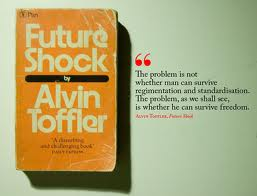 Pan
Future
Shock
by
Alvin
Toffler
'A disturbing
and challenging book'
DAILY EXPRESS
“
The problem is not
whether man can survive
regimentation and standardisation.
The problem, as we shall see,
is whether he can survive freedom.
ALVIN TOFFLER, Future Shock